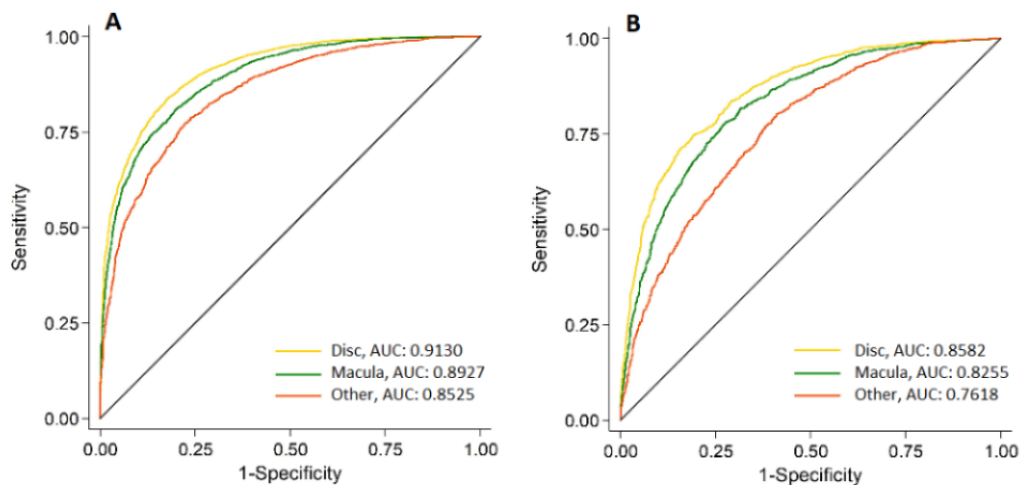 A
1.00
0.75
0.50
0.25
0.00
Sensitivity
Disc, AUC: 0.9130
Macula, AUC: 0.8927
Other, AUC: 0.8525
0.00
0.25
0.50
0.75
1.00
1-Specificity
B
1.00
0.75
0.50
0.25
0.00
Sensitivity
Disc, AUC: 0.8582
Macula, AUC: 0.8255
Other, AUC: 0.7618
0.00
0.25
0.50
0.75
1.00
1-Specificity